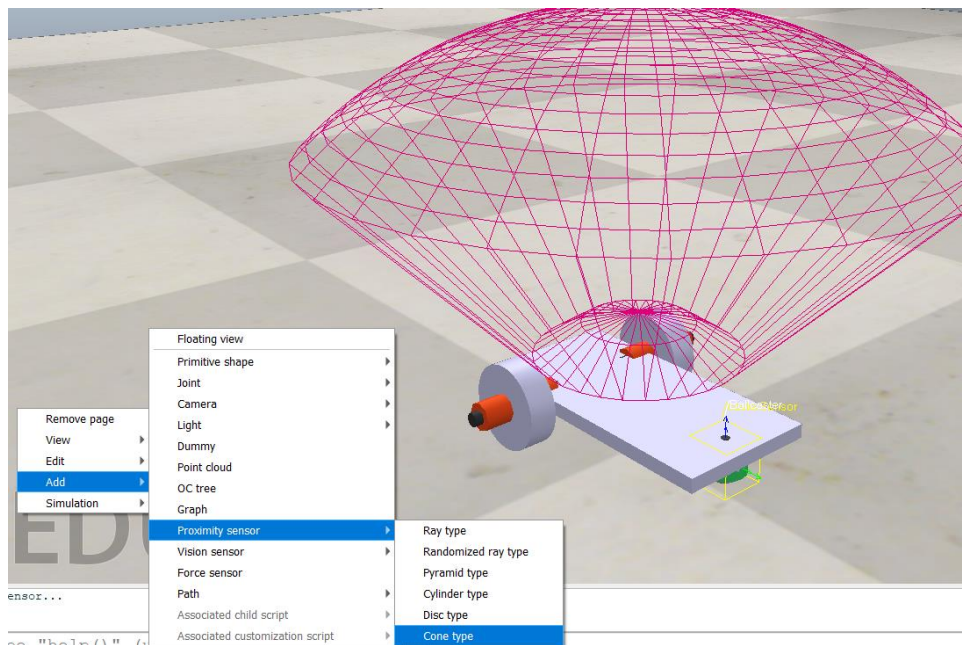 Remove page
View
Edit
Add
Simulation
Floating view
Primitive shape
Joint
Camera
Light
Dummy
Point cloud
OC tree
Graph
Proximity sensor
Vision sensor
Force sensor
Path
Associated child script
Associated customization script
Ray type
Randomized ray type
Pyramid type
Cylinder type
Disc type
Cone type
EDU
ensor...
"help()"